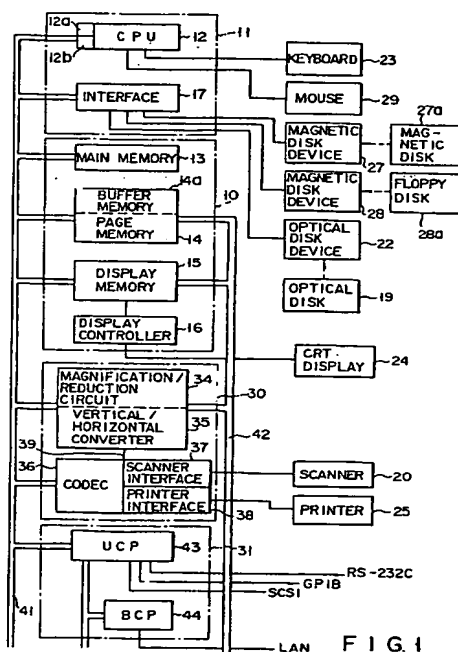 12a
CPU
12
11
12b
KEYBOARD
23
INTERFACE
17
MOUSE
29
27a
MAGNETIC
DISK
DEVICE
27
MAG-
NETIC
DISK
MAIN MEMORY
13
14a
10
BUFFER
MEMORY
PAGE
MEMORY
14
MAGNETIC
DISK
DEVICE
28
FLOPPY
DISK
28a
OPTICAL
DISK
DEVICE
22
DISPLAY
MEMORY
15
OPTICAL
DISK
19
DISPLAY
CONTROLLER
16
CRT-
DISPLAY
24
MAGNIFICATION/
REDUCTION
CIRCUIT
34
30
VERTICAL/
HORIZONTAL
CONVERTER
35
42
39
37
36
CODEC
SCANNER
INTERFACE
SCANNER
20
PRINTER
INTERFACE
38
PRINTER
25
UCP
43
31
RS-232C
GPIB
SCSI
41
BCP
44
LAN
FIG.1